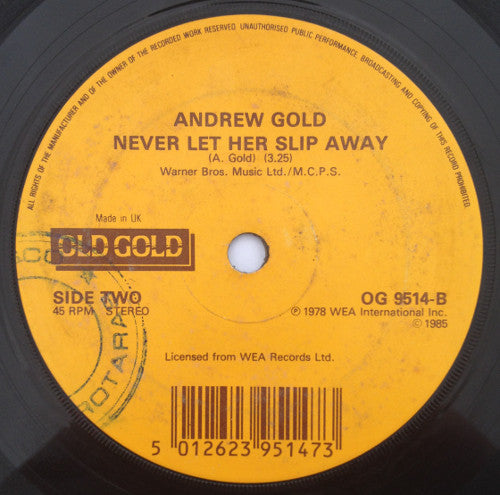 ALL RIGHTS OF THE MANUFACTURER AND OF THE OWNER OF THE RECORDED WORK RESERVED. UNAUTHORISED PUBLIC PERFORMANCE, BROADCASTING AND COPYING OF THIS RECORD PROHIBITED.
ANDREW GOLD
NEVER LET HER SLIP AWAY
(A. Gold) (3.25)
Warner Bros. Music Ltd./M.C.P.S.
Made in UK
OLD GOLD
SIDE TWO
45 RPM STEREO
OG 9514-B
℗ 1978 WEA International Inc.
© 1985
Licensed from WEA Records Ltd.
5 012623 951473